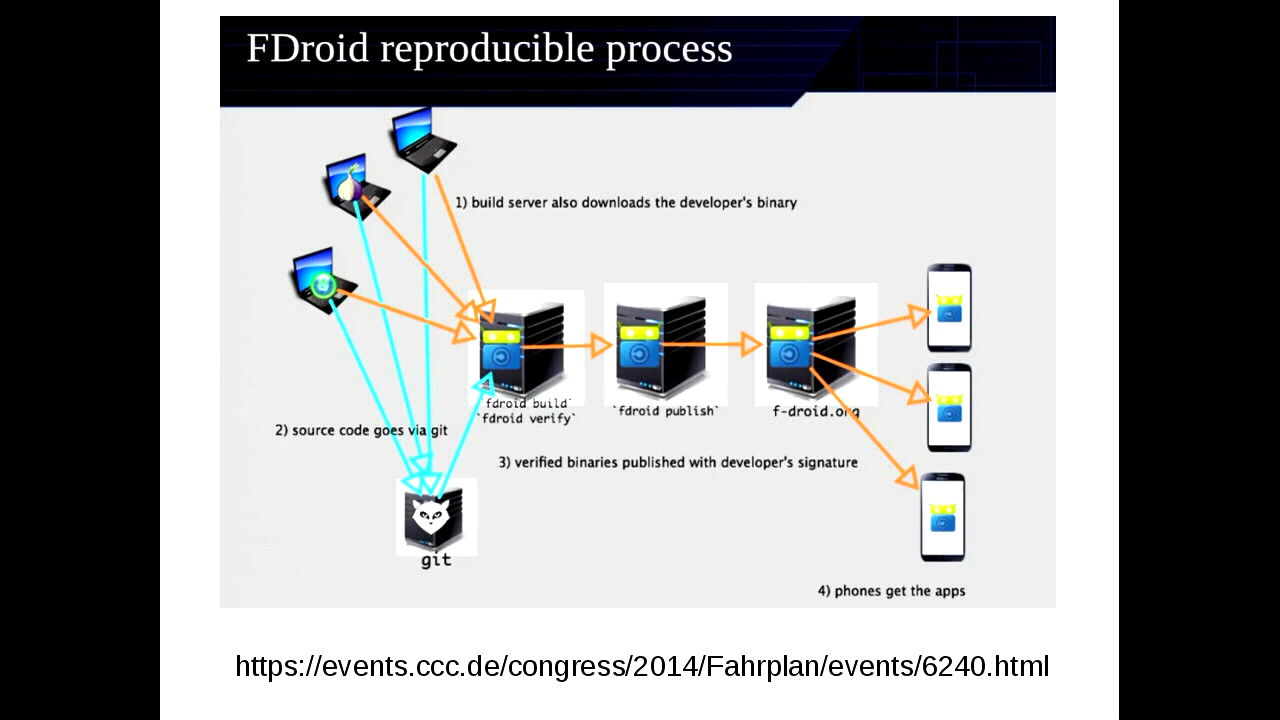 FDroid reproducible process
1) build server also downloads the developer's binary
`fdroid build`
`fdroid verify`
`fdroid publish`
f-droid.org
2) source code goes via git
3) verified binaries published with developer's signature
git
4) phones get the apps
https://events.ccc.de/congress/2014/Fahrplan/events/6240.html